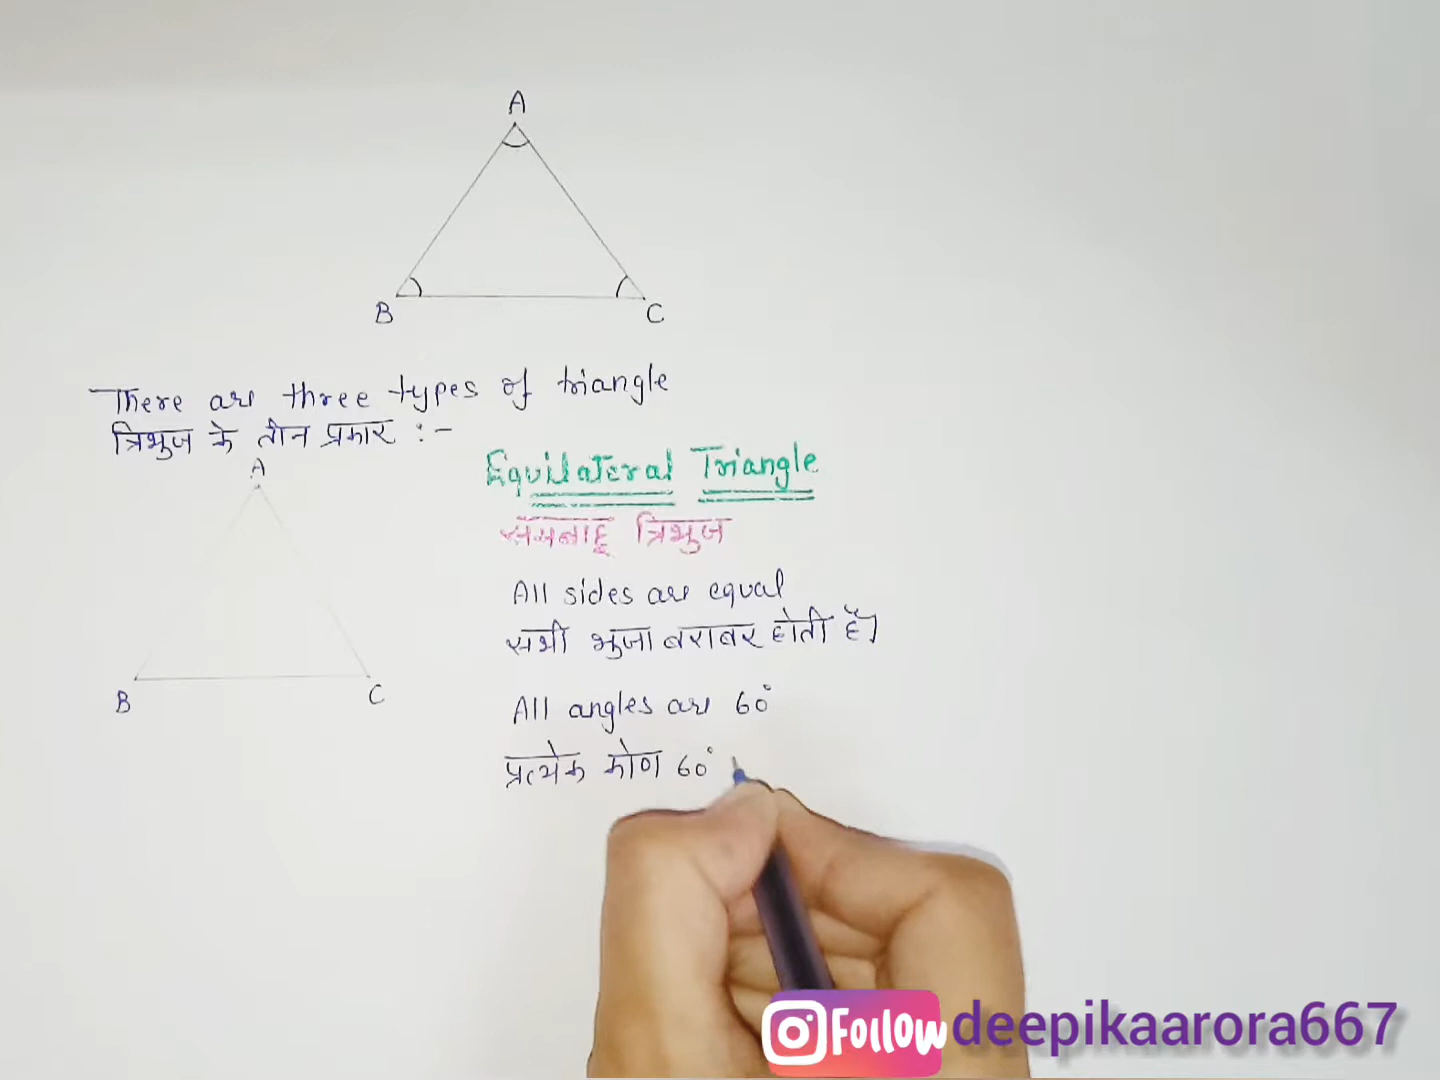 A
B
C
There are three types of triangle
त्रिभुज के तीन प्रकार :-
A
B
C
Equilateral Triangle
समबाहू त्रिभुज
All sides are equal
सभी भुजा बराबर होती हैं।
All angles are 60°
प्रत्येक कोण 60°
Follow deepikaarora667